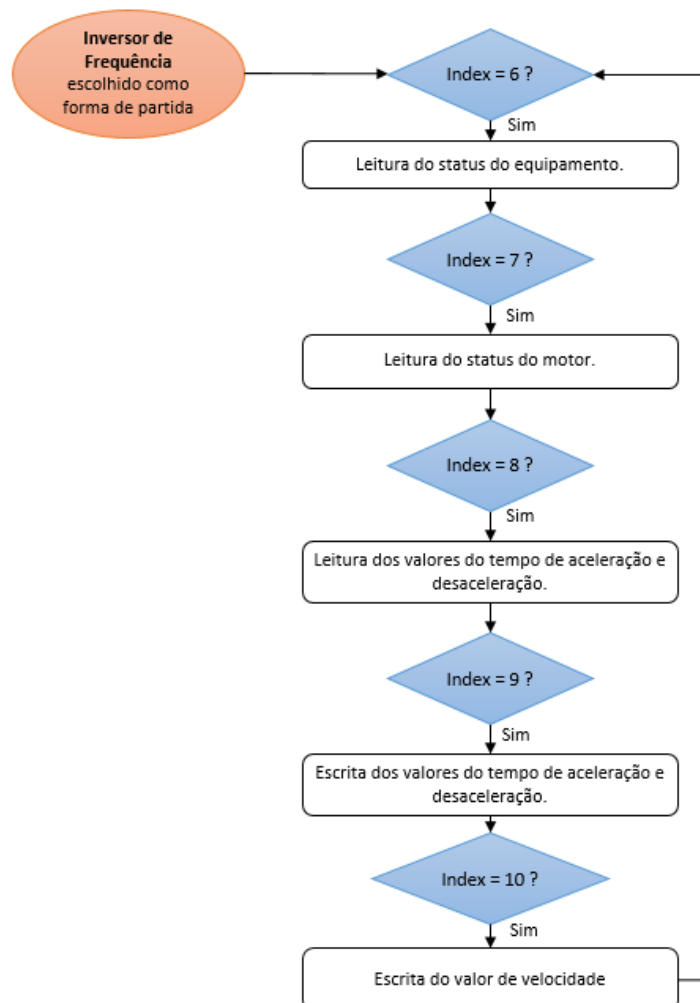 Inversor de
Frequência
escolhido como
forma de partida
Index = 6 ?
Sim
Leitura do status do equipamento.
Index = 7 ?
Sim
Leitura do status do motor.
Index = 8 ?
Sim
Leitura dos valores do tempo de aceleração e
desaceleração.
Index = 9 ?
Sim
Escrita dos valores do tempo de aceleração e
desaceleração.
Index = 10 ?
Sim
Escrita do valor de velocidade